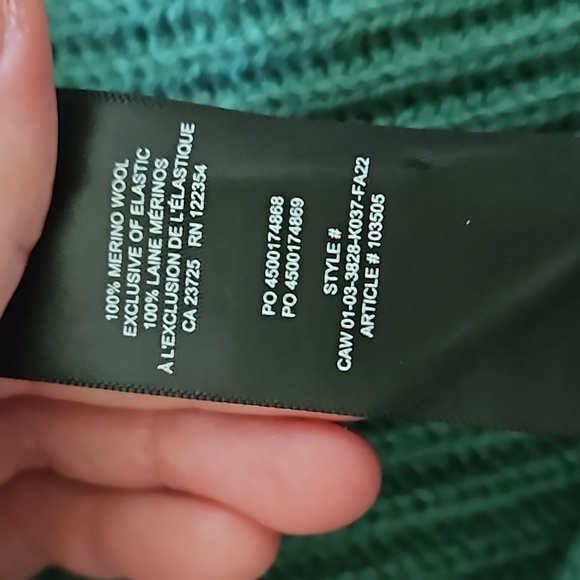 100% MERINO WOOL
EXCLUSIVE OF ELASTIC
100% LAINE MÉRINOS
À L'EXCLUSION DE L'ÉLASTIQUE
CA 23725 RN 122354
PO 4500174868
PO 4500174869
STYLE #
CAW 01-03-3828-K037-FA22
ARTICLE # 103505